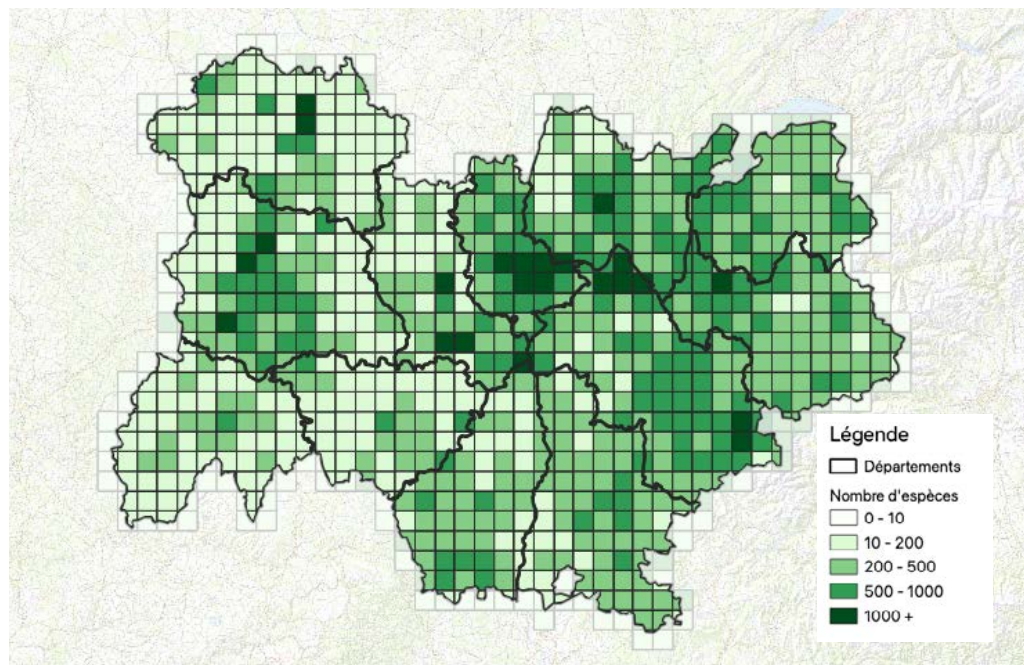 Légende
Départements
Nombre d'espèces
0 - 10
10 - 200
200 - 500
500 - 1000
1000 +